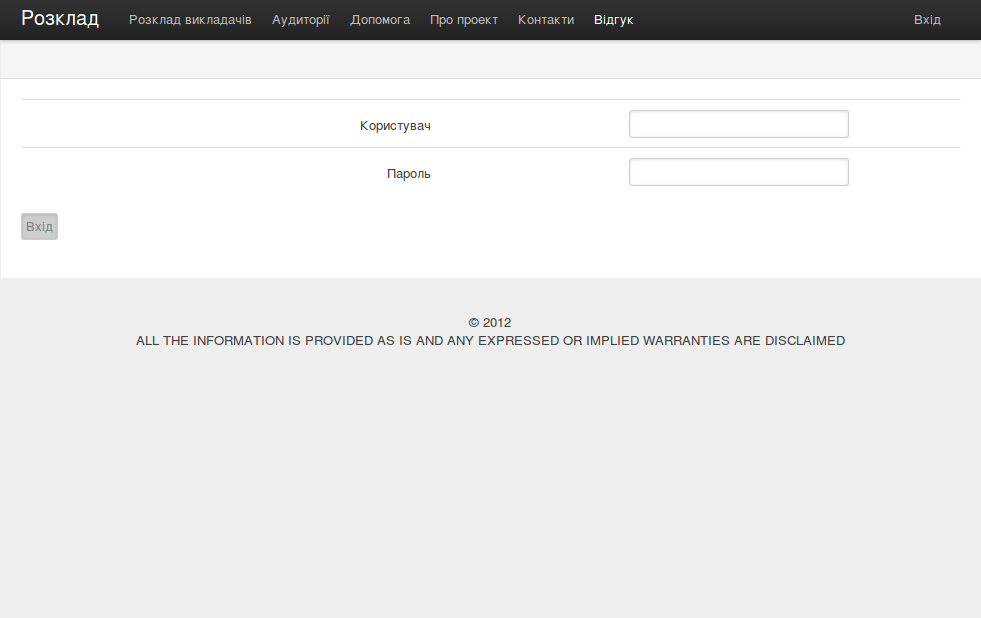 Розклад Розклад викладачів Аудиторії Допомога Про проект Контакти Відгук Вхід
Користувач
Пароль
Вхід
© 2012
ALL THE INFORMATION IS PROVIDED AS IS AND ANY EXPRESSED OR IMPLIED WARRANTIES ARE DISCLAIMED